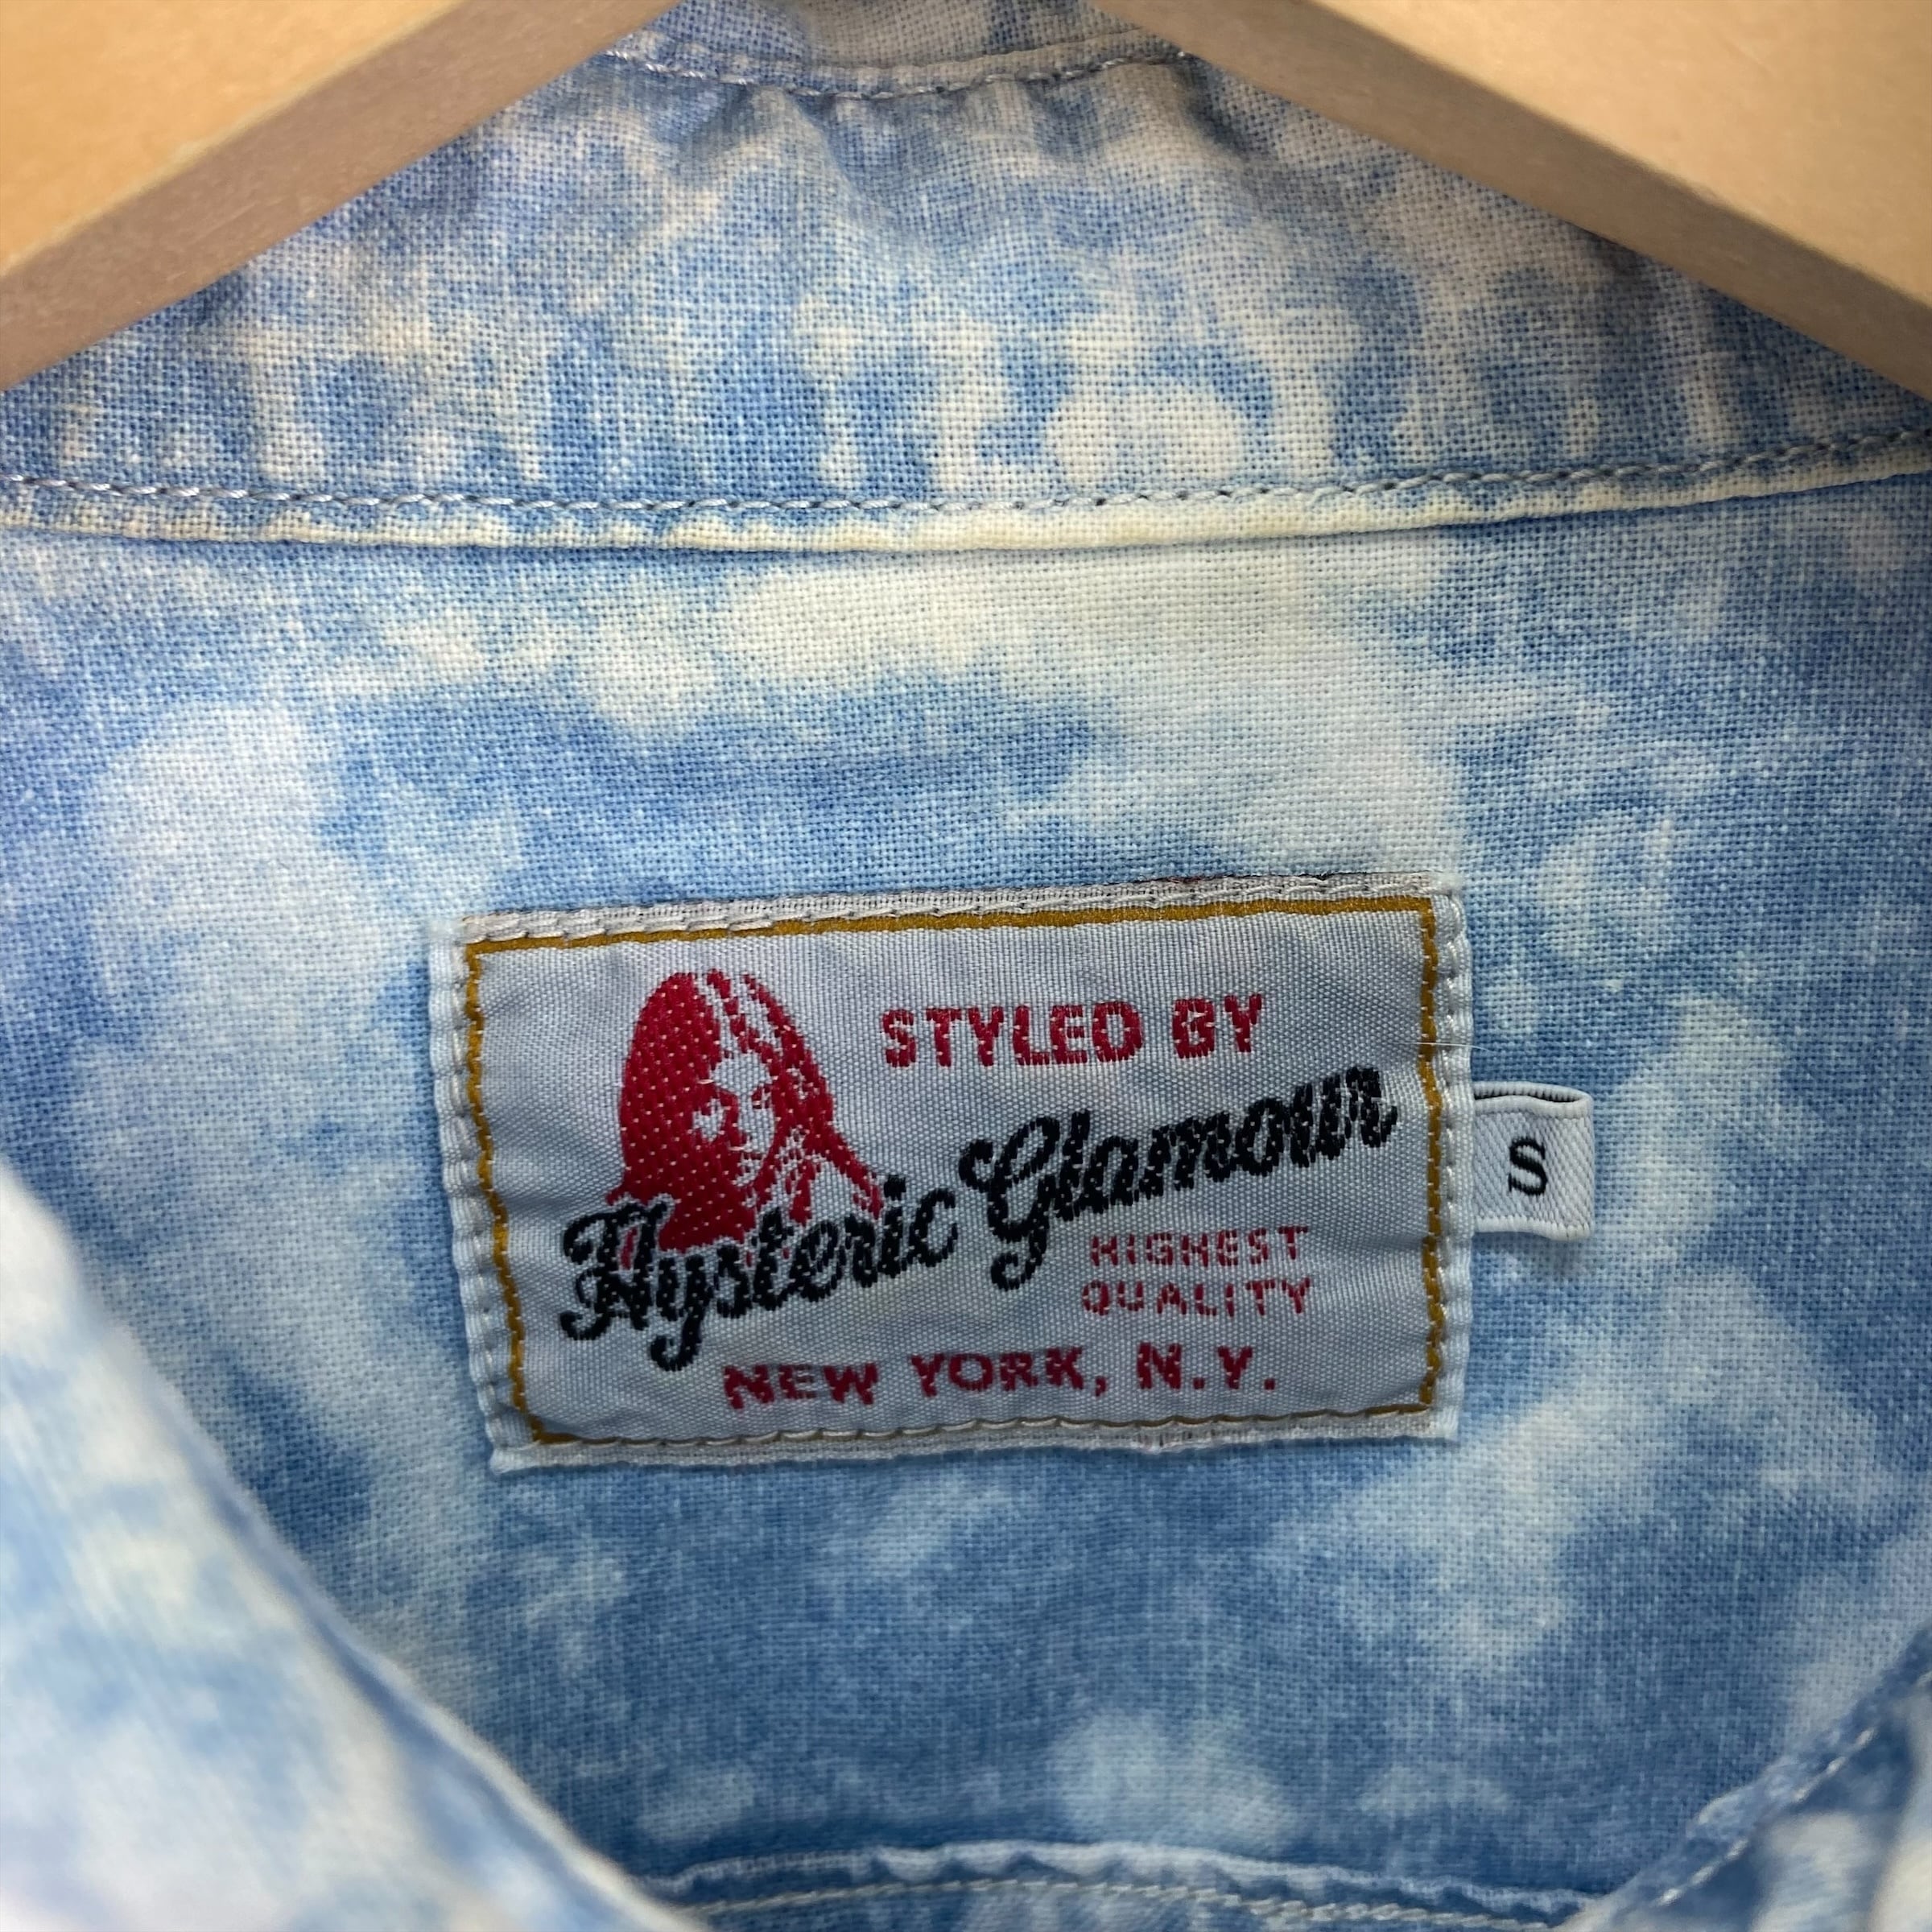 STYLED BY
Hysteric Glamour
HIGHEST
QUALITY
NEW YORK, N.Y.
S